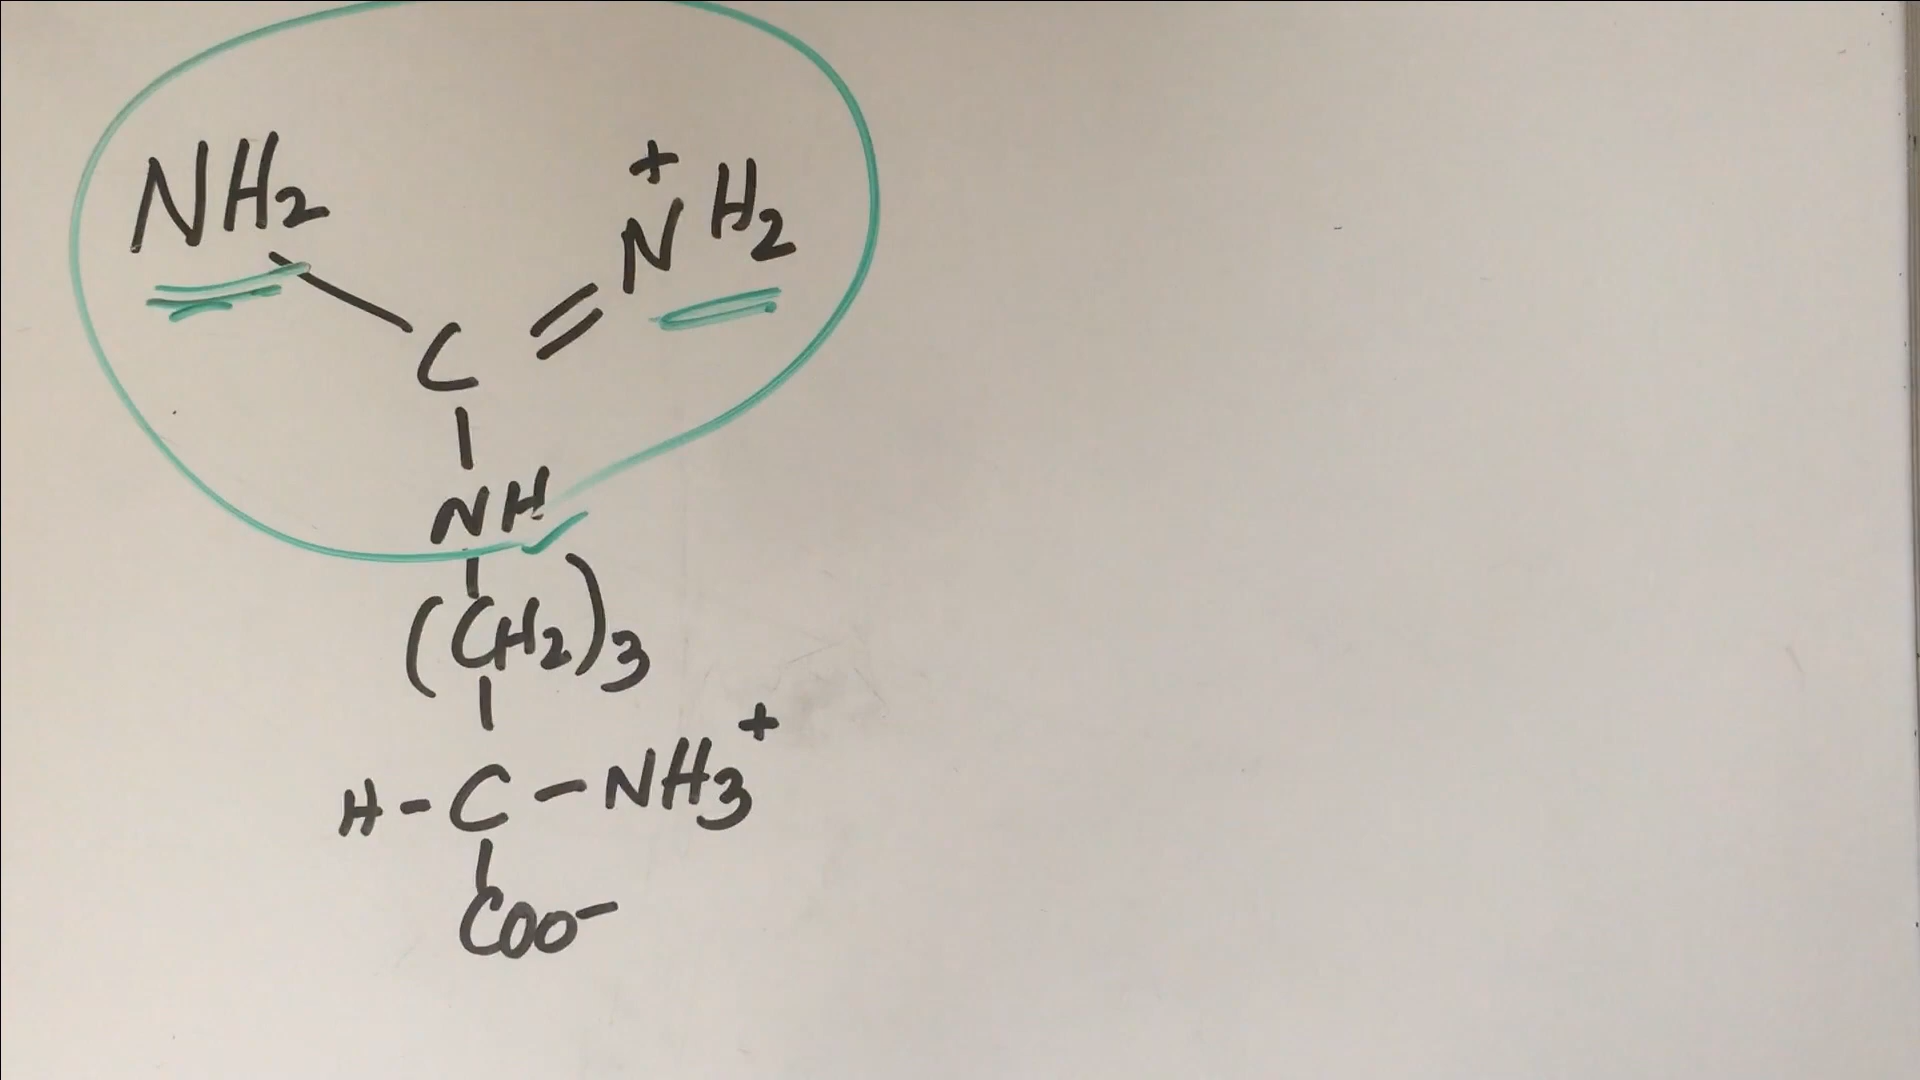 NH2 +NH2
C =
NH
(CH2)3
H-C-NH3+
COO-